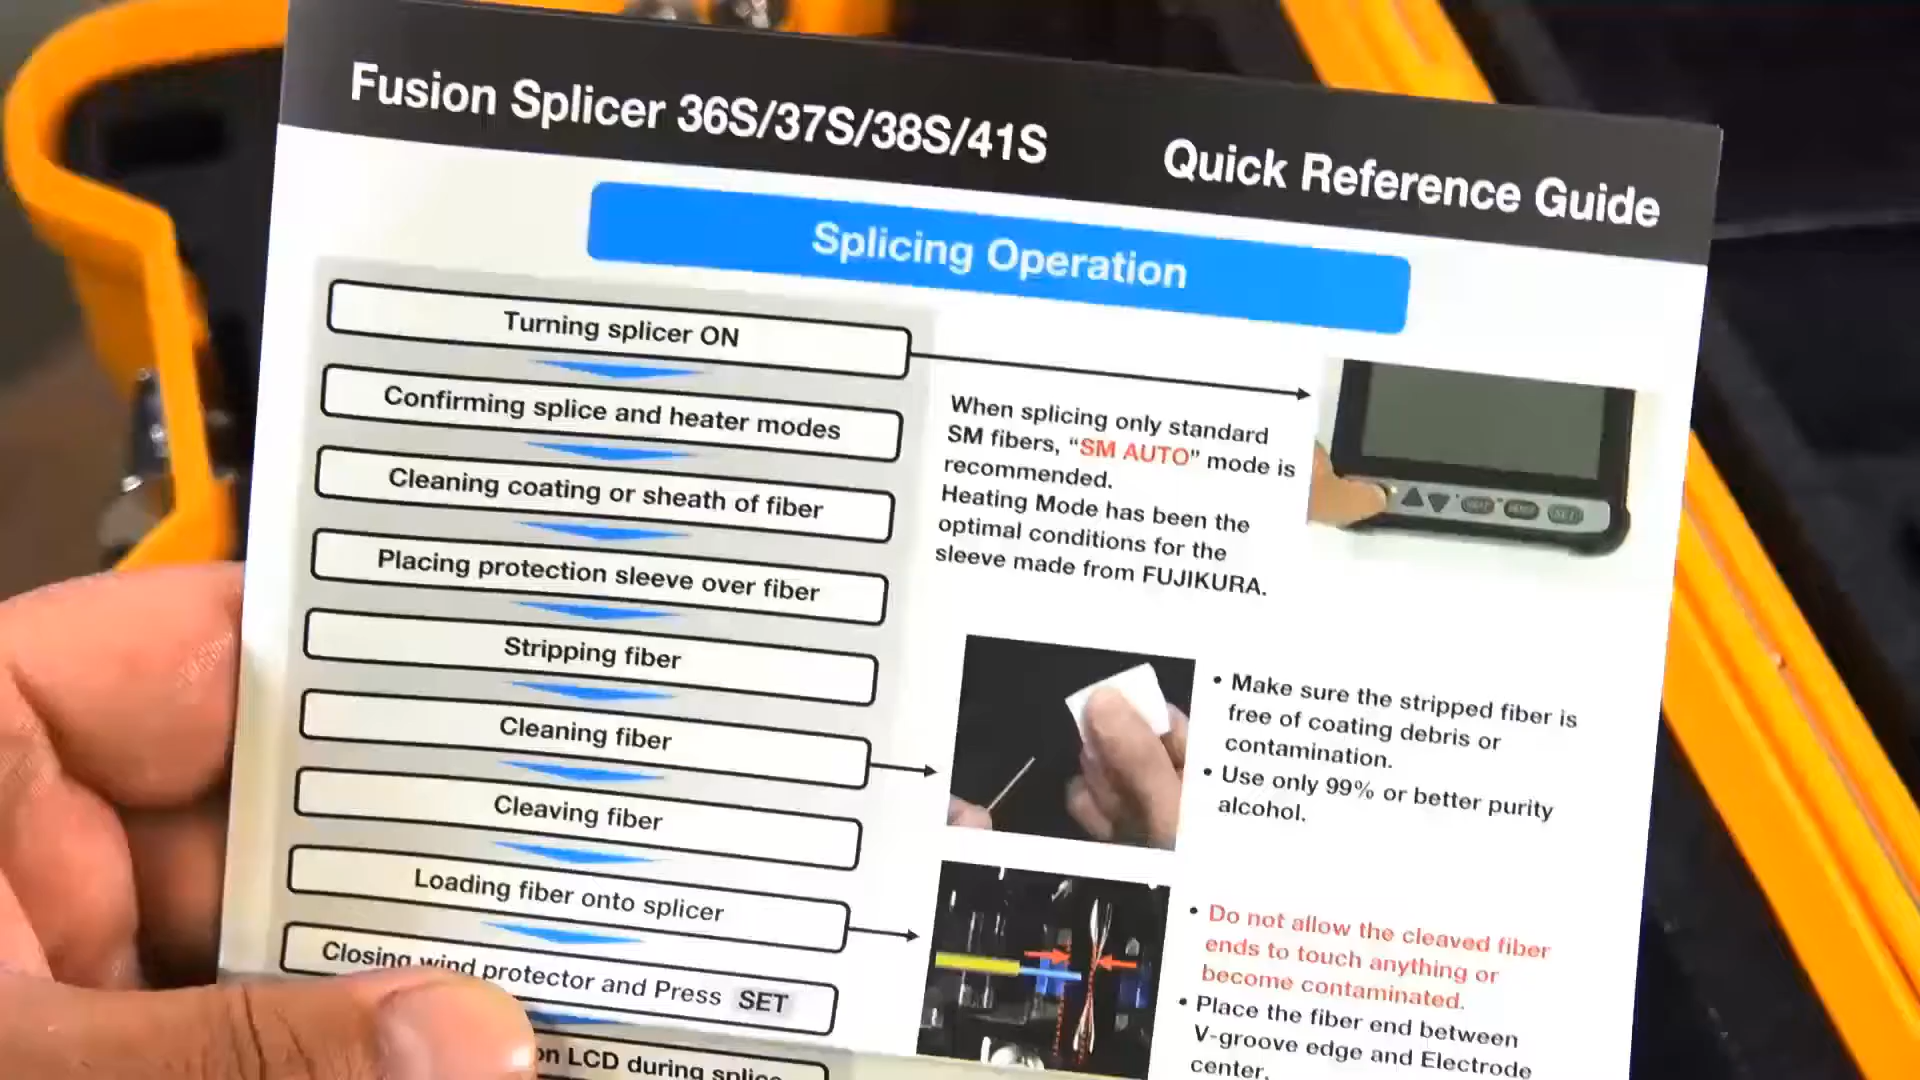 Fusion Splicer 36S/37S/38S/41S
Quick Reference Guide
Splicing Operation
Turning splicer ON
Confirming splice and heater modes
Cleaning coating or sheath of fiber
Placing protection sleeve over fiber
Stripping fiber
Cleaning fiber
Cleaving fiber
Loading fiber onto splicer
Closing wind protector and Press SET
on LCD during splice
When splicing only standard
SM fibers, “SM AUTO” mode is
recommended.
Heating Mode has been the
optimal conditions for the
sleeve made from FUJIKURA.
• Make sure the stripped fiber is
free of coating debris or
contamination.
• Use only 99% or better purity
alcohol.
• Do not allow the cleaved fiber
ends to touch anything or
become contaminated.
• Place the fiber end between
V-groove edge and Electrode
center.
SET